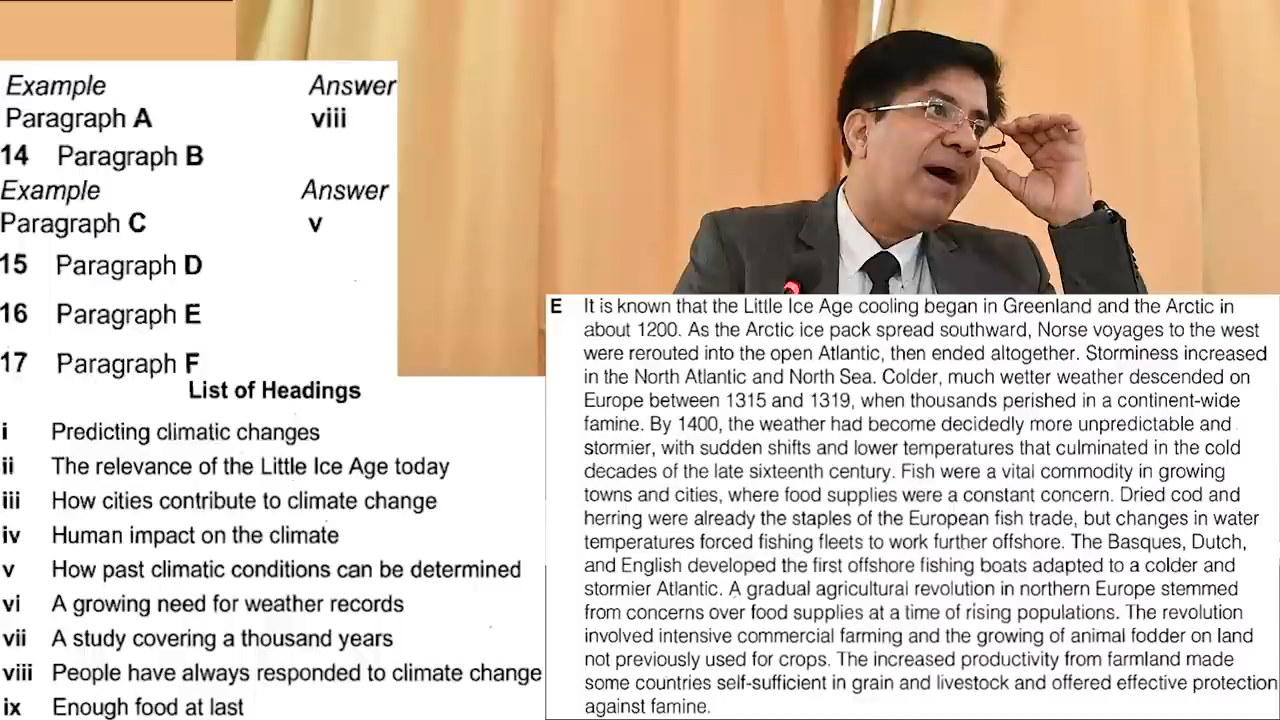 Example Answer
Paragraph A viii
14 Paragraph B
Example Answer
Paragraph C v
15 Paragraph D
16 Paragraph E
17 Paragraph F
List of Headings
i Predicting climatic changes
ii The relevance of the Little Ice Age today
iii How cities contribute to climate change
iv Human impact on the climate
v How past climatic conditions can be determined
vi A growing need for weather records
vii A study covering a thousand years
viii People have always responded to climate change
ix Enough food at last
E It is known that the Little Ice Age cooling began in Greenland and the Arctic in
about 1200. As the Arctic ice pack spread southward, Norse voyages to the west
were rerouted into the open Atlantic, then ended altogether. Storminess increased
in the North Atlantic and North Sea. Colder, much wetter weather descended on
Europe between 1315 and 1319, when thousands perished in a continent-wide
famine. By 1400, the weather had become decidedly more unpredictable and
stormier, with sudden shifts and lower temperatures that culminated in the cold
decades of the late sixteenth century. Fish were a vital commodity in growing
towns and cities, where food supplies were a constant concern. Dried cod and
herring were already the staples of the European fish trade, but changes in water
temperatures forced fishing fleets to work further offshore. The Basques, Dutch,
and English developed the first offshore fishing boats adapted to a colder and
stormier Atlantic. A gradual agricultural revolution in northern Europe stemmed
from concerns over food supplies at a time of rising populations. The revolution
involved intensive commercial farming and the growing of animal fodder on land
not previously used for crops. The increased productivity from farmland made
some countries self-sufficient in grain and livestock and offered effective protection
against famine.